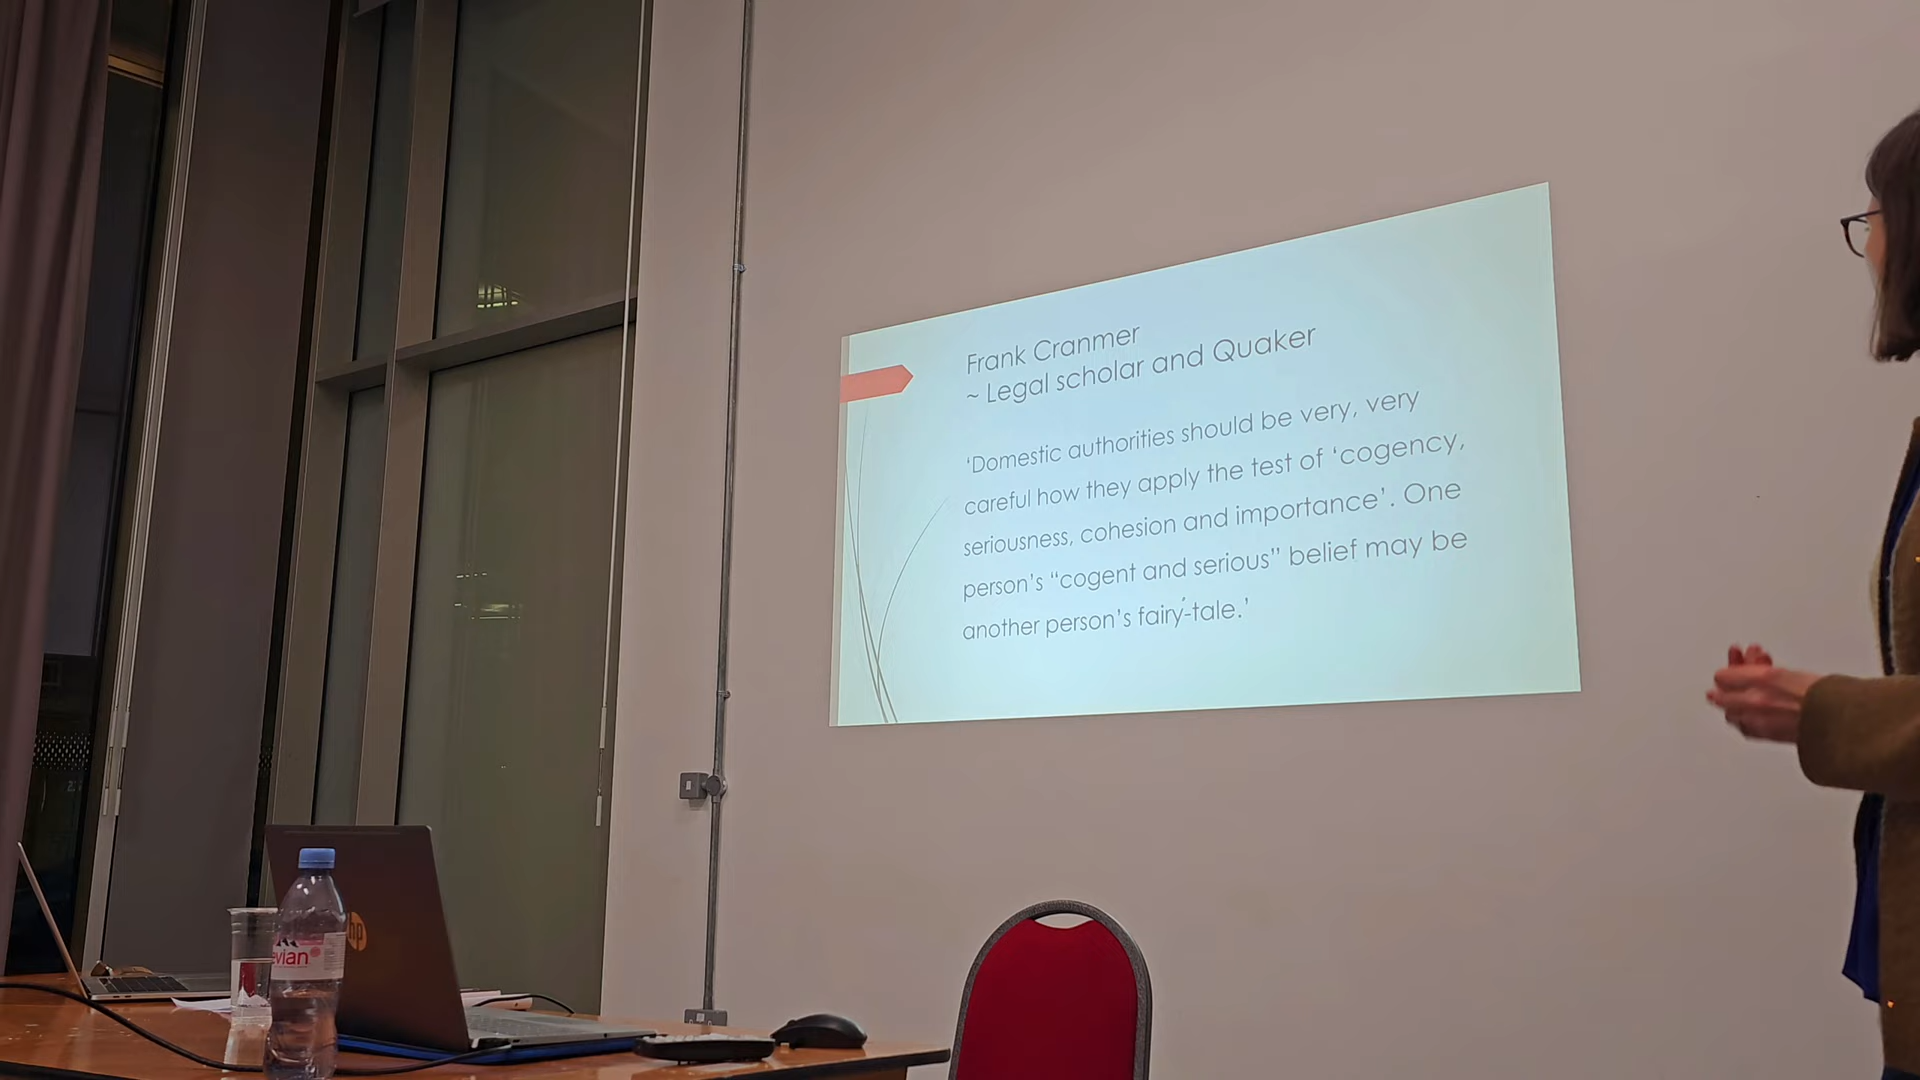 Frank Cranmer
~ Legal scholar and Quaker
‘Domestic authorities should be very, very
careful how they apply the test of ‘cogency,
seriousness, cohesion and importance’. One
person’s “cogent and serious” belief may be
another person’s fairy-tale.’
hp
evian